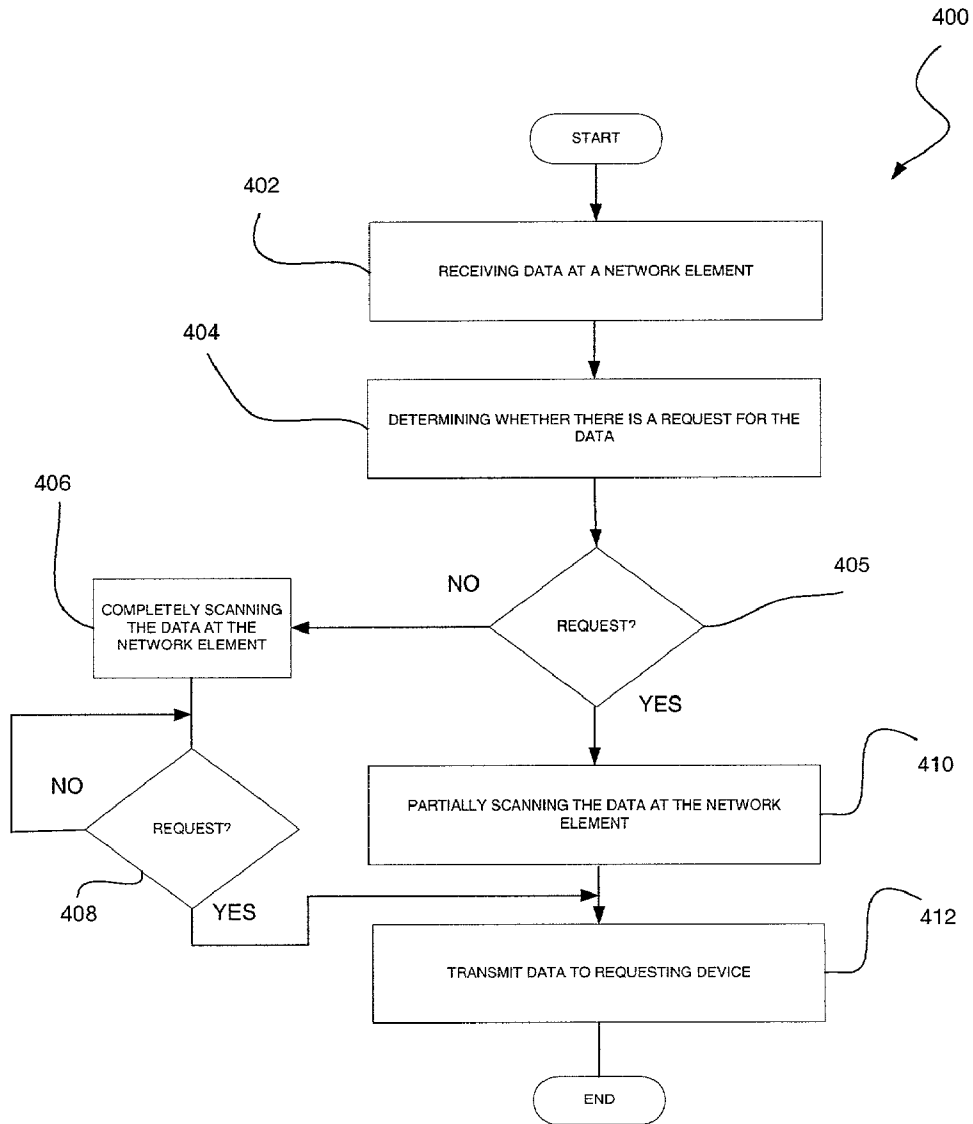 400
START
402
RECEIVING DATA AT A NETWORK ELEMENT
404
DETERMINING WHETHER THERE IS A REQUEST FOR THE
DATA
406
NO
405
COMPLETELY SCANNING
THE DATA AT THE
NETWORK ELEMENT
REQUEST?
YES
NO
410
PARTIALLY SCANNING THE DATA AT THE NETWORK
ELEMENT
REQUEST?
408
YES
412
TRANSMIT DATA TO REQUESTING DEVICE
END